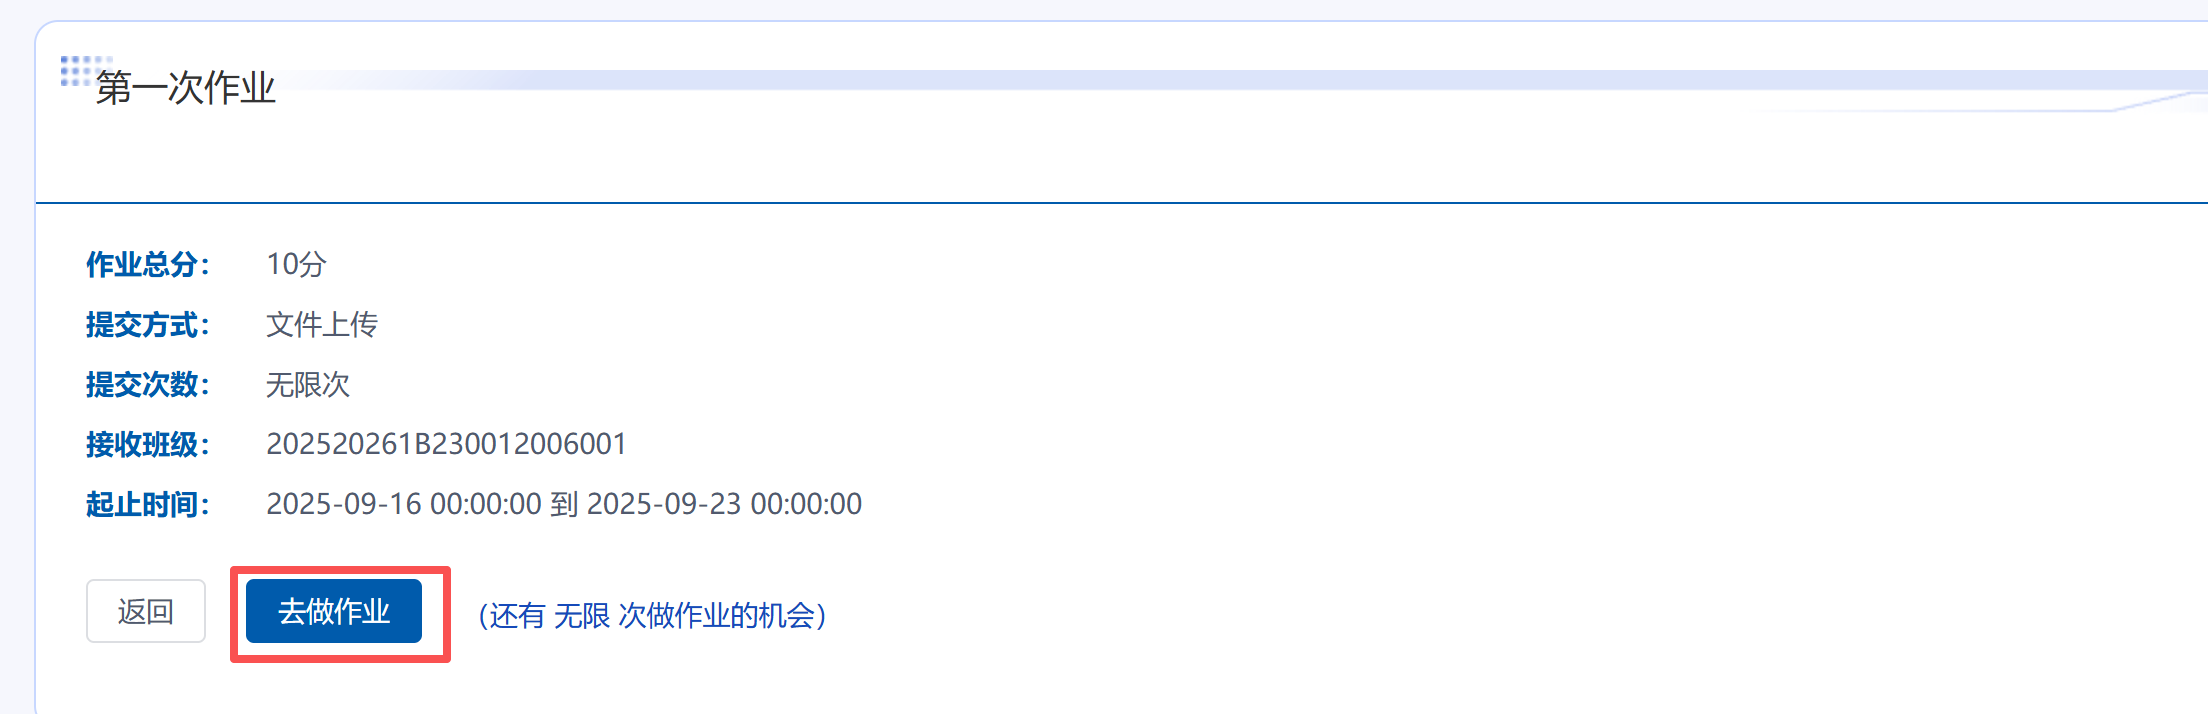 第一次作业
作业总分： 10分
提交方式： 文件上传
提交次数： 无限次
接收班级： 202520261B230012006001
起止时间： 2025-09-16 00:00:00 到 2025-09-23 00:00:00
返回 去做作业 （还有 无限 次做作业的机会）